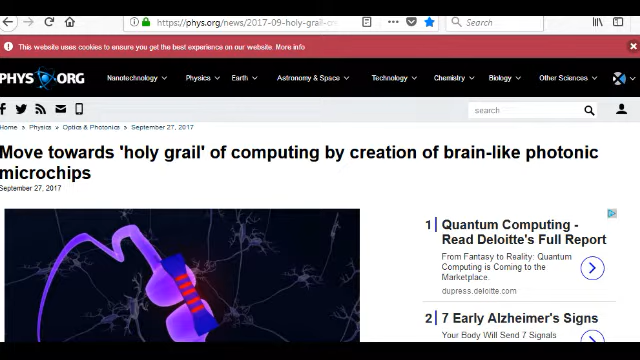 https://phys.org/news/2017-09-holy-grail-cr
Search
This website uses cookies to ensure you get the best experience on our website. More info
PHYS.ORG
Nanotechnology
Physics
Earth
Astronomy & Space
Technology
Chemistry
Biology
Other Sciences
search
Home
Physics
Optics & Photonics
September 27, 2017
Move towards 'holy grail' of computing by creation of brain-like photonic
microchips
September 27, 2017
1
Quantum Computing -
Read Deloitte's Full Report
From Fantasy to Reality: Quantum
Computing is Coming to the
Marketplace.
dupress.deloitte.com
2
7 Early Alzheimer's Signs
Your Body Will Send 7 Signals